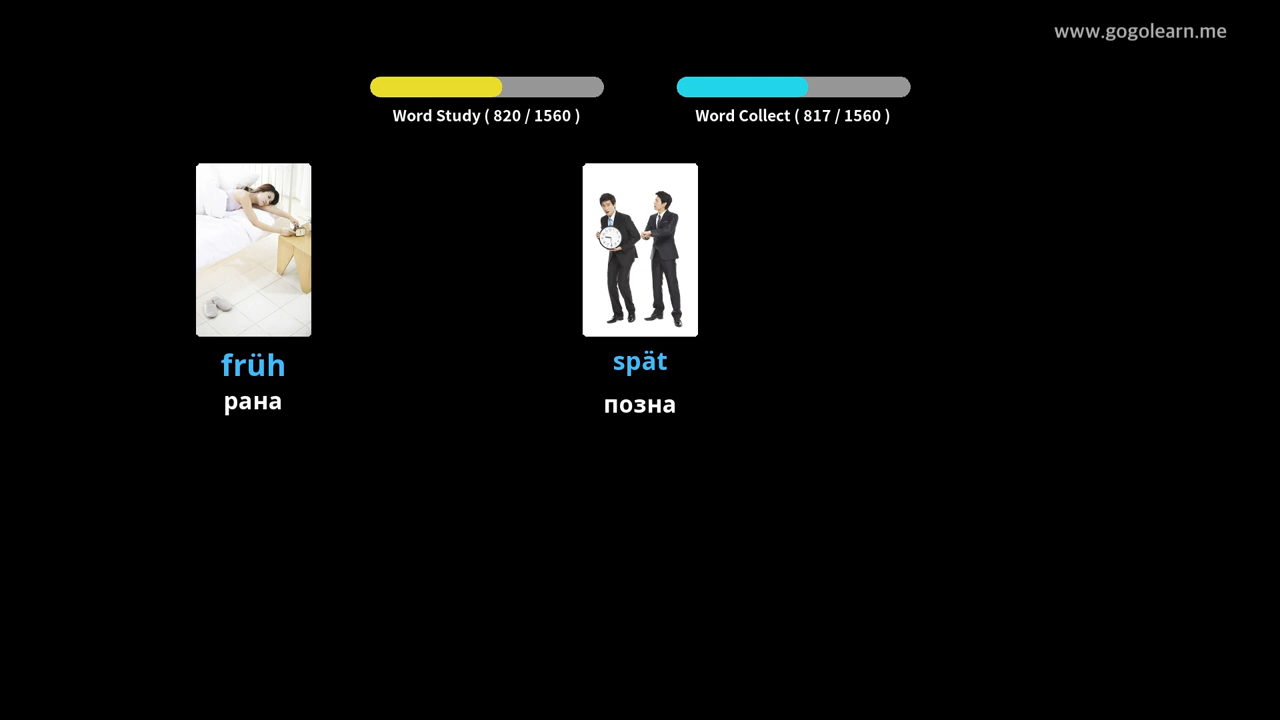 www.gogolearn.me
Word Study ( 820 / 1560 )
Word Collect ( 817 / 1560 )
früh
рана
spät
позна